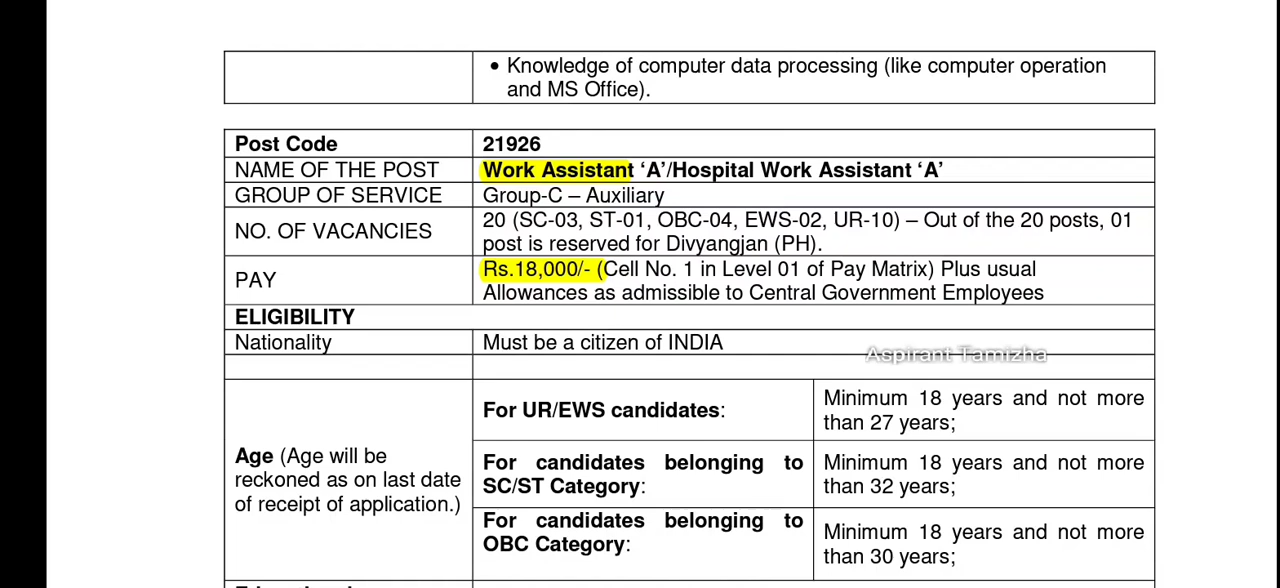 • Knowledge of computer data processing (like computer operation
and MS Office).
Post Code 21926
NAME OF THE POST Work Assistant ‘A’/Hospital Work Assistant ‘A’
GROUP OF SERVICE Group-C – Auxiliary
NO. OF VACANCIES 20 (SC-03, ST-01, OBC-04, EWS-02, UR-10) – Out of the 20 posts, 01
post is reserved for Divyangjan (PH).
PAY Rs.18,000/- (Cell No. 1 in Level 01 of Pay Matrix) Plus usual
Allowances as admissible to Central Government Employees
ELIGIBILITY
Nationality Must be a citizen of INDIA
Aspirant Tamizha
Age (Age will be
reckoned as on last date
of receipt of application.)
For UR/EWS candidates:
Minimum 18 years and not more
than 27 years;
For candidates belonging to
SC/ST Category:
Minimum 18 years and not more
than 32 years;
For candidates belonging to
OBC Category:
Minimum 18 years and not more
than 30 years;